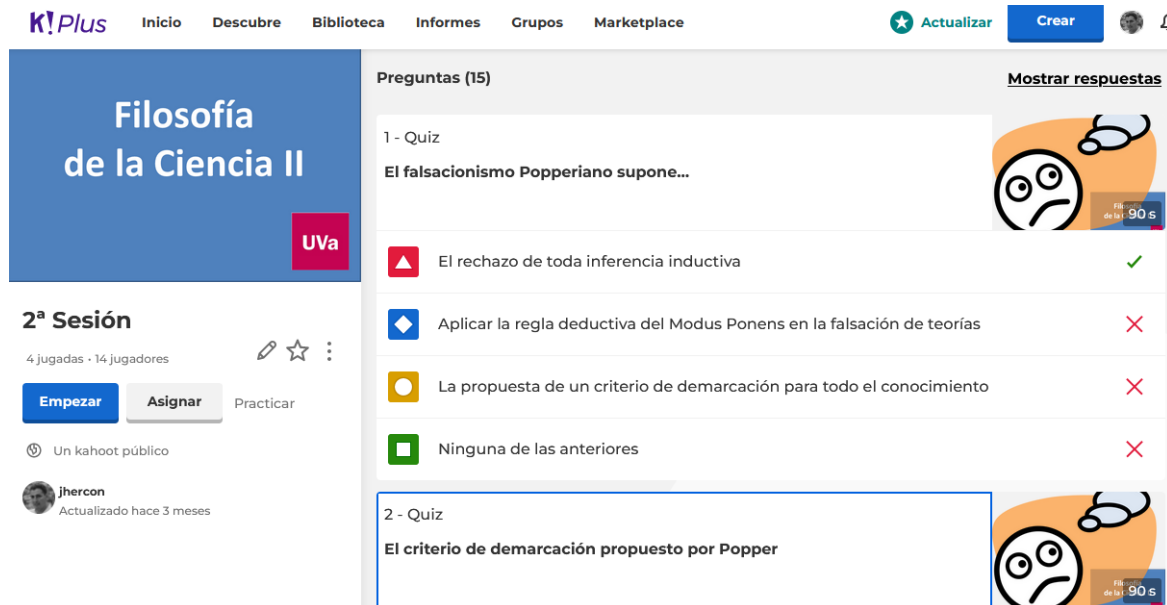 K!Plus
Inicio
Descubre
Biblioteca
Informes
Grupos
Marketplace
Actualizar
Crear
Filosofía
de la Ciencia II
UVa
2ª Sesión
4 jugadas · 14 jugadores
Empezar
Asignar
Practicar
Un kahoot público
jhercon
Actualizado hace 3 meses
Preguntas (15)
Mostrar respuestas
1 - Quiz
El falsacionismo Popperiano supone...
90 s
El rechazo de toda inferencia inductiva
Aplicar la regla deductiva del Modus Ponens en la falsación de teorías
La propuesta de un criterio de demarcación para todo el conocimiento
Ninguna de las anteriores
2 - Quiz
El criterio de demarcación propuesto por Popper
90 s